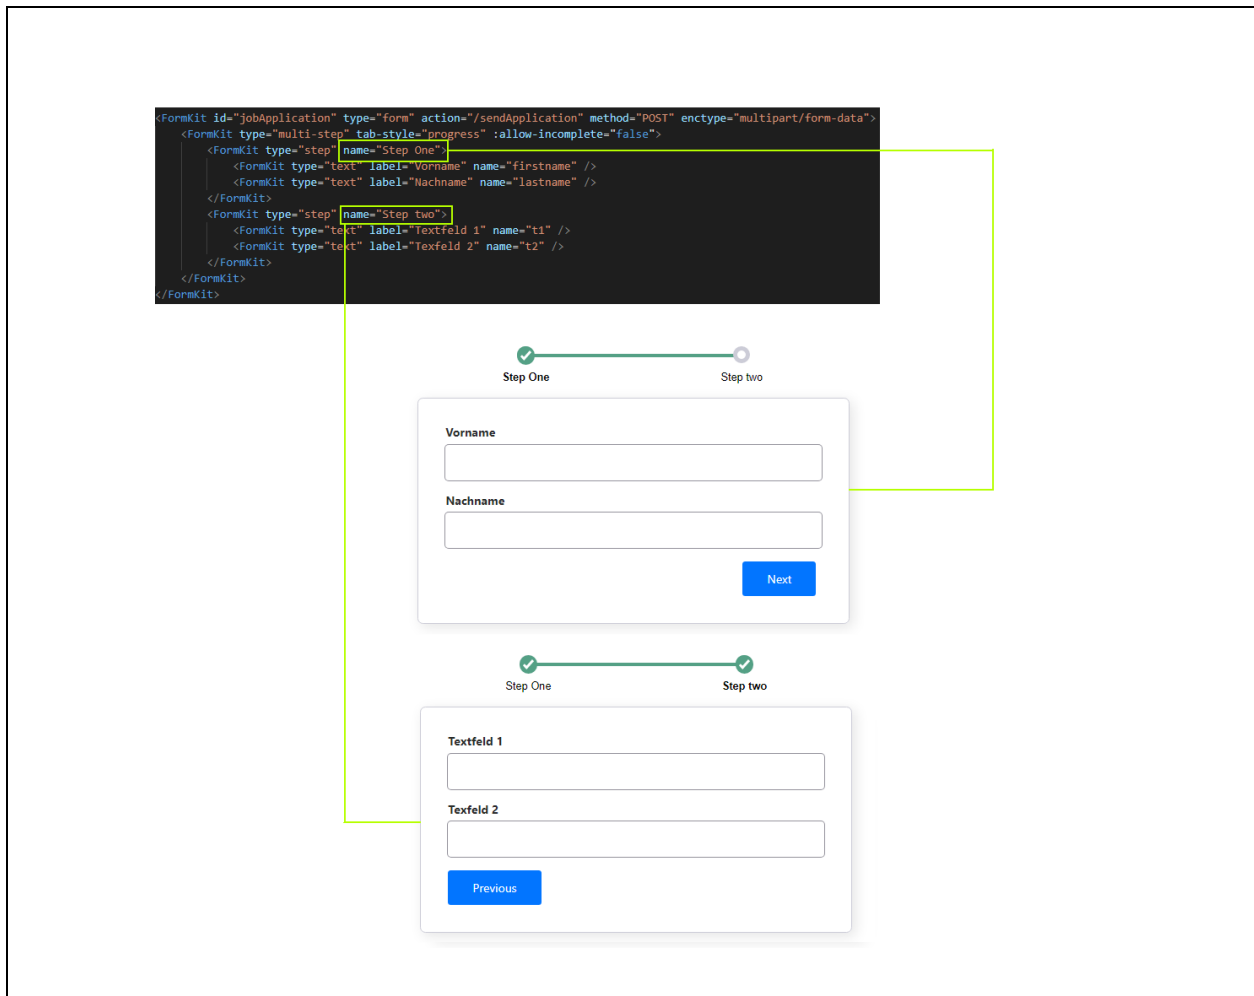 <FormKit id="jobApplication" type="form" action="/sendApplication" method="POST" enctype="multipart/form-data">
<FormKit type="multi-step" tab-style="progress" :allow-incomplete="false">
<FormKit type="step" name="Step One">
<FormKit type="text" label="Vorname" name="firstname" />
<FormKit type="text" label="Nachname" name="lastname" />
</FormKit>
<FormKit type="step" name="Step two">
<FormKit type="text" label="Textfeld 1" name="t1" />
<FormKit type="text" label="Texfeld 2" name="t2" />
</FormKit>
</FormKit>
</FormKit>
Step One Step two
Vorname
Nachname
Next
Step One Step two
Textfeld 1
Texfeld 2
Previous